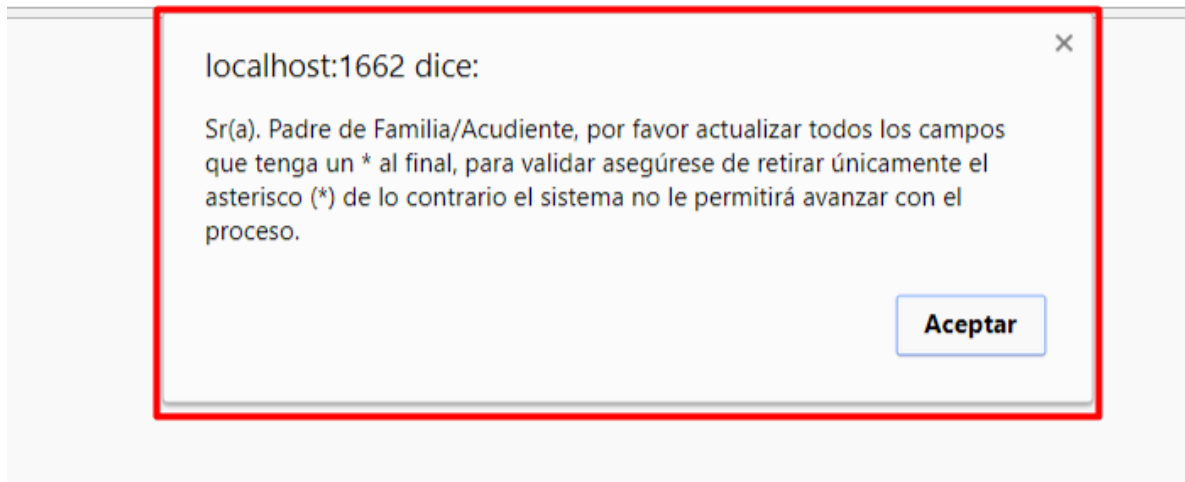 localhost:1662 dice:
Sr(a). Padre de Familia/Acudiente, por favor actualizar todos los campos
que tenga un * al final, para validar asegúrese de retirar únicamente el
asterisco (*) de lo contrario el sistema no le permitirá avanzar con el
proceso.
Aceptar